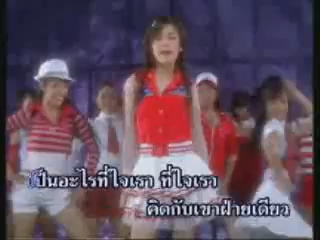 เป็นอะไรที่ใจเรา ที่ใจเรา
คิดกับเขาฝ่ายเดียว